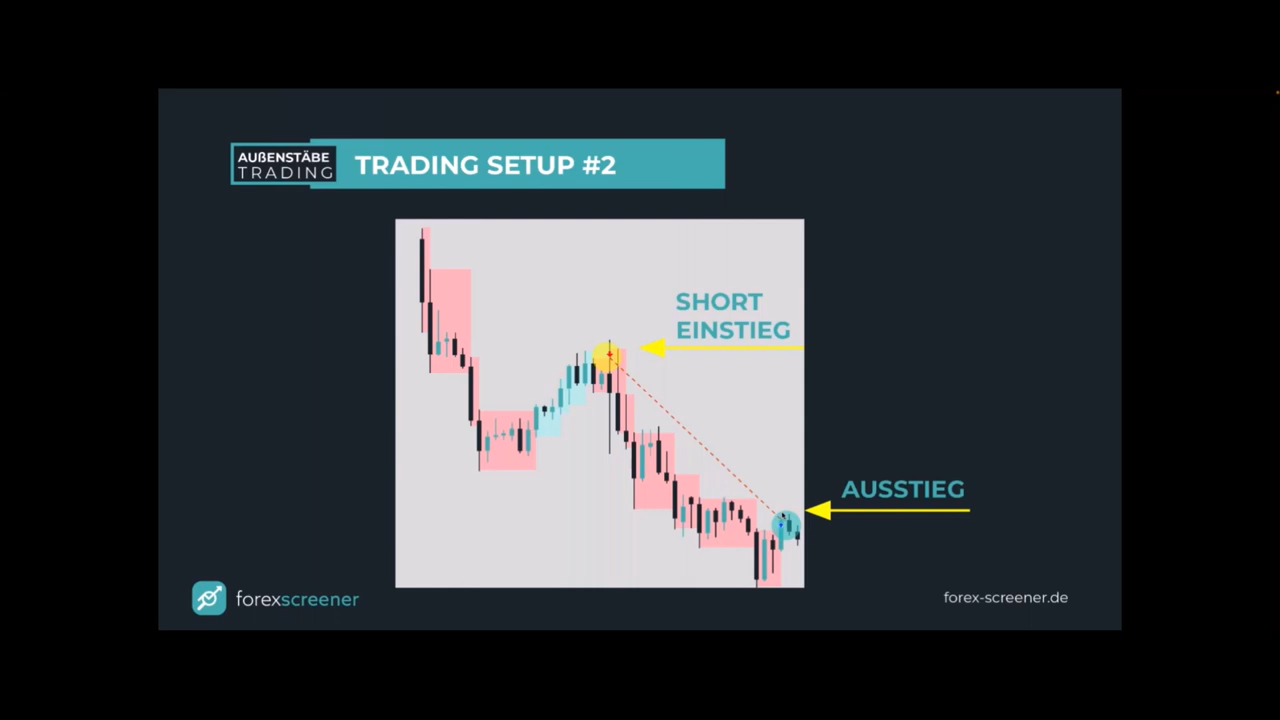 AUßENSTÄBE
TRADING
TRADING SETUP #2
SHORT
EINSTIEG
AUSSTIEG
forexscreener
forex-screener.de